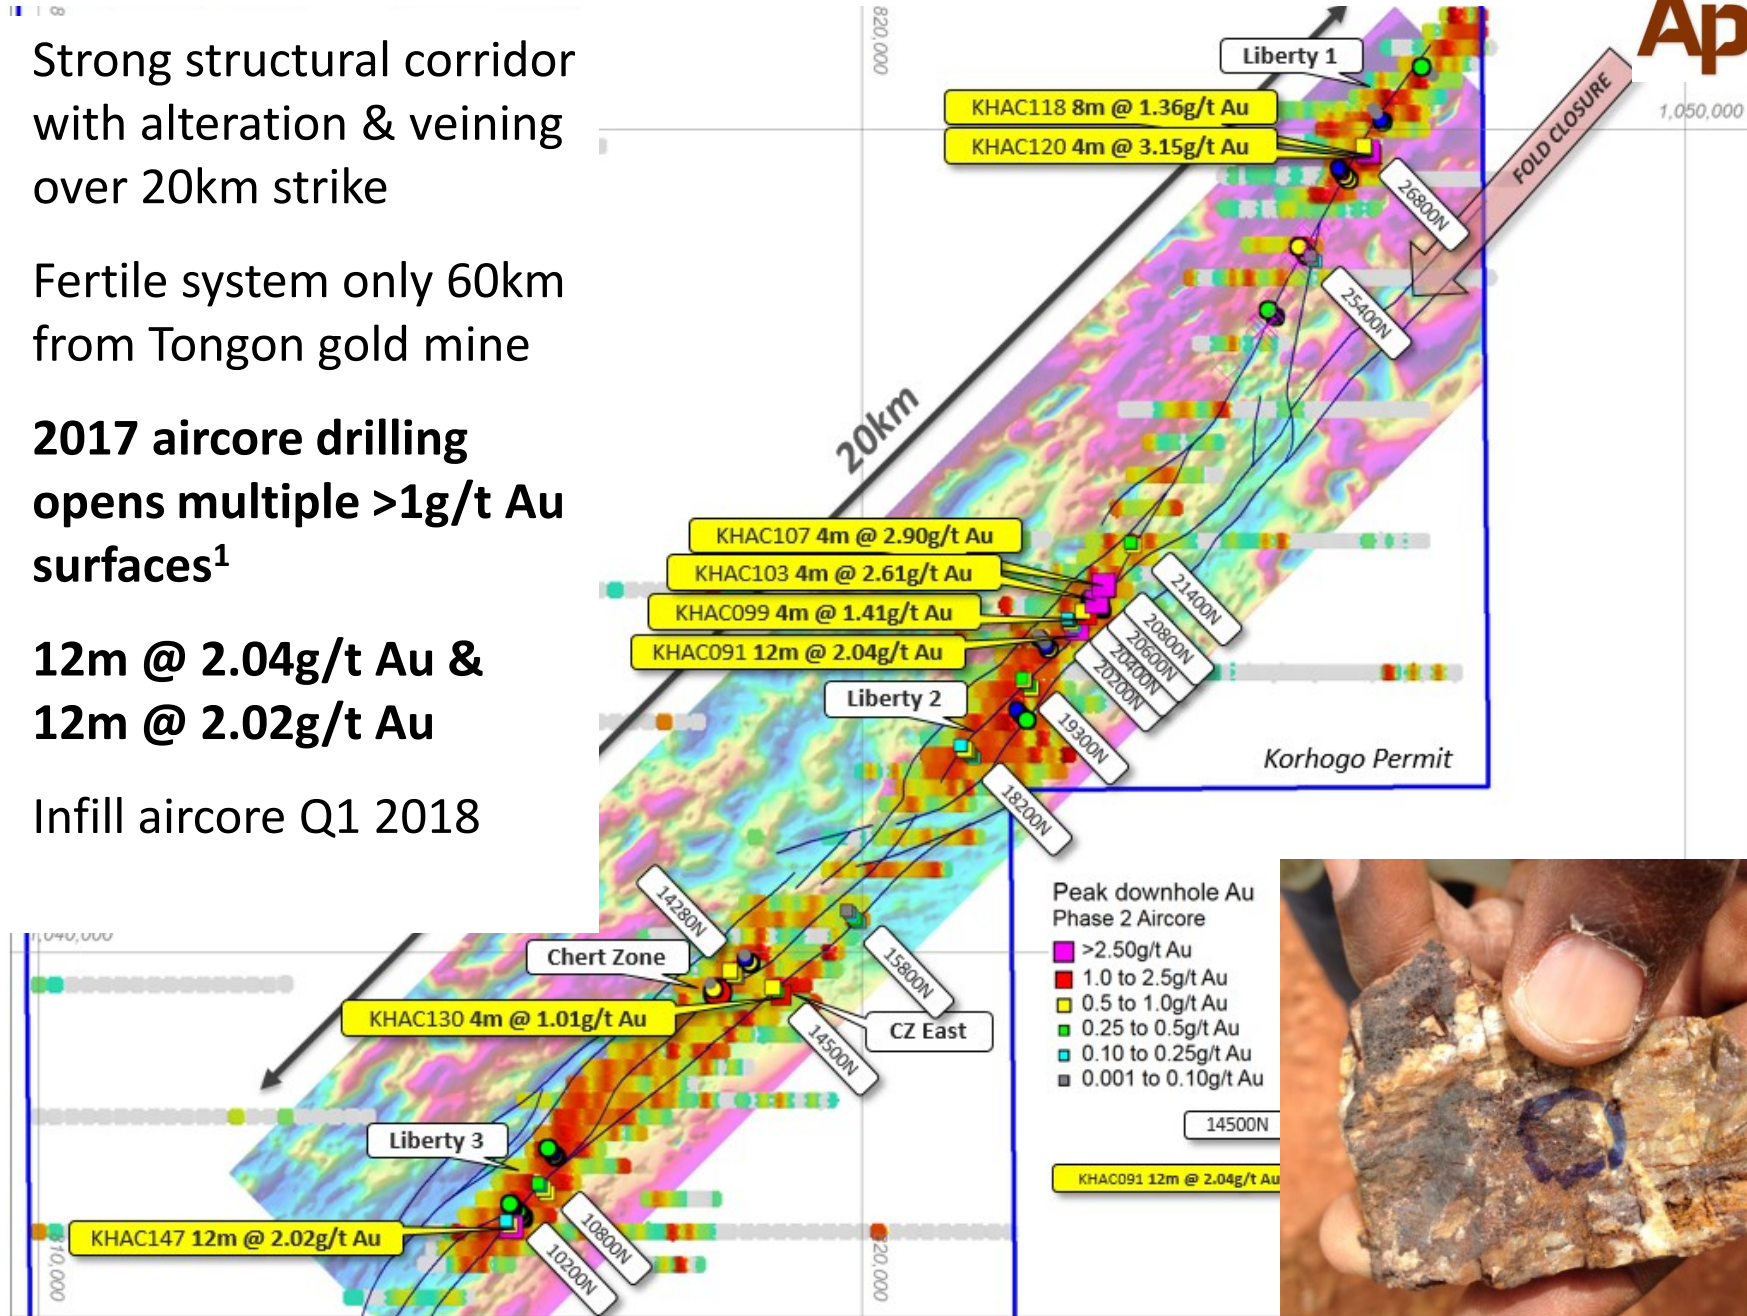 Strong structural corridor
with alteration & veining
over 20km strike
Fertile system only 60km
from Tongon gold mine
2017 aircore drilling
opens multiple >1g/t Au
surfaces1
12m @ 2.04g/t Au &
12m @ 2.02g/t Au
Infill aircore Q1 2018
820,000
Ap
Liberty 1
1,050,000
FOLD CLOSURE
KHAC118 8m @ 1.36g/t Au
KHAC120 4m @ 3.15g/t Au
26800N
25400N
20km
KHAC107 4m @ 2.90g/t Au
KHAC103 4m @ 2.61g/t Au
KHAC099 4m @ 1.41g/t Au
KHAC091 12m @ 2.04g/t Au
21400N
20800N
20600N
20400N
20200N
Liberty 2
19300N
Korhogo Permit
18200N
14280N
1,040,000
Chert Zone
15800N
KHAC130 4m @ 1.01g/t Au
CZ East
14500N
Peak downhole Au
Phase 2 Aircore
>2.50g/t Au
1.0 to 2.5g/t Au
0.5 to 1.0g/t Au
0.25 to 0.5g/t Au
0.10 to 0.25g/t Au
0.001 to 0.10g/t Au
14500N
KHAC091 12m @ 2.04g/t Au
Liberty 3
KHAC147 12m @ 2.02g/t Au
10800N
10200N
810,000
820,000